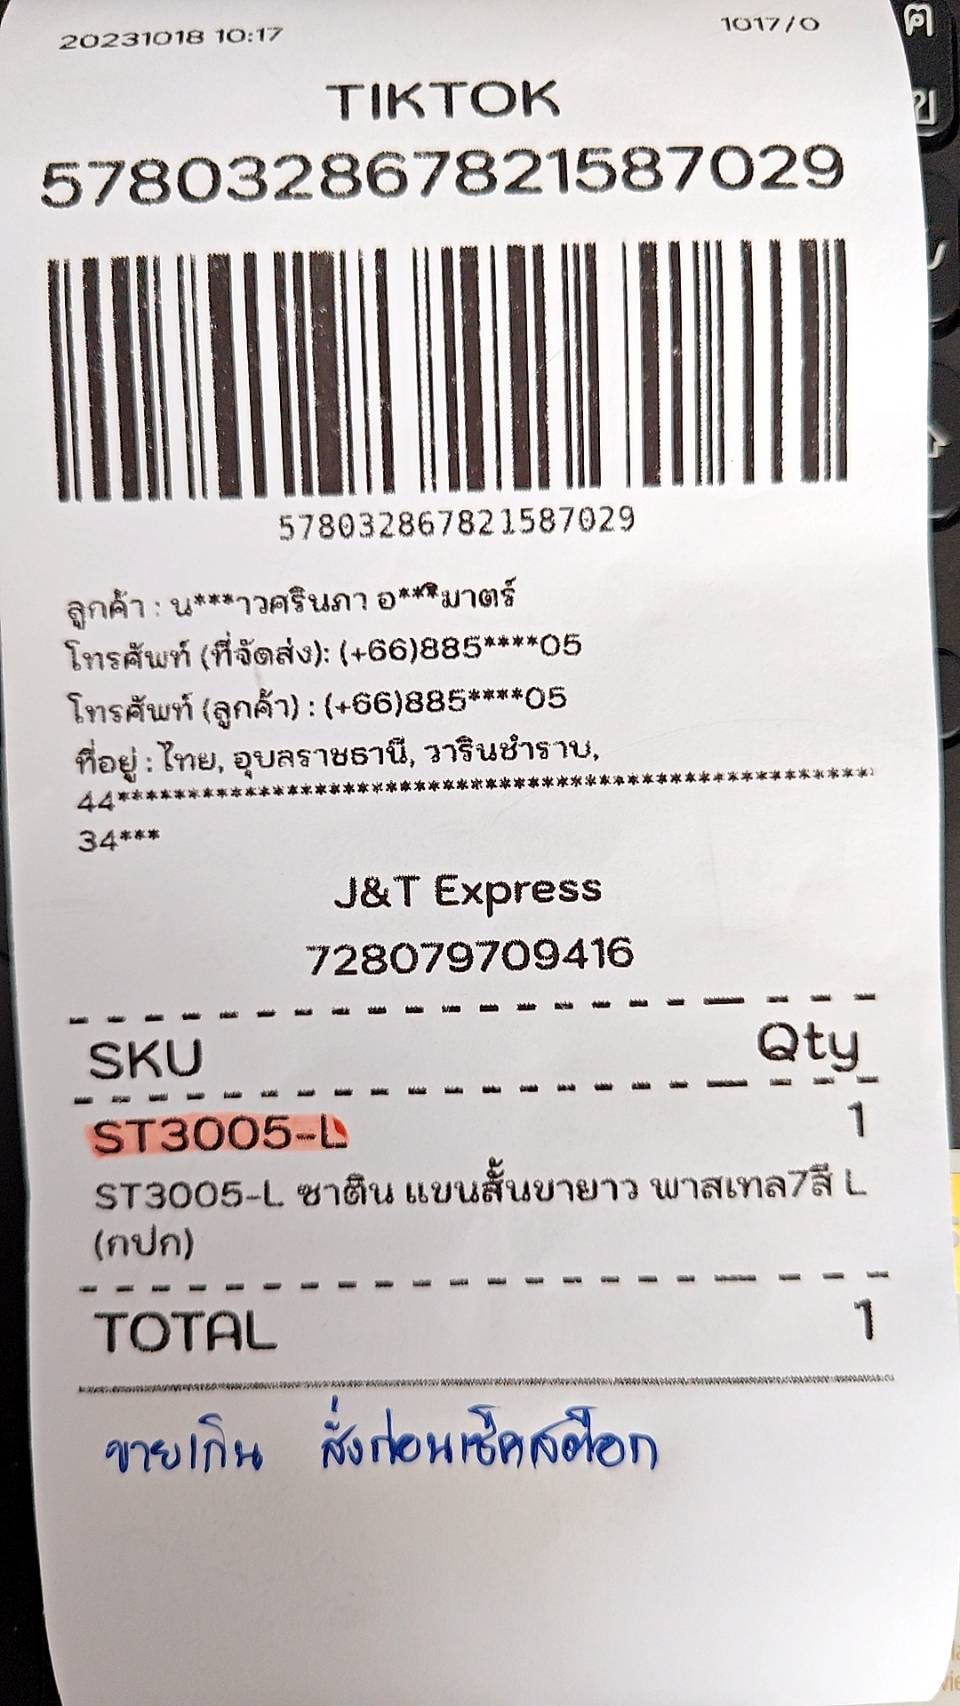 20231018 10:17
1017/0
TIKTOK
578032867821587029
578032867821587029
ลูกค้า : น***าวศรินภา อ***ิมาตร์
โทรศัพท์ (ที่จัดส่ง): (+66)885****05
โทรศัพท์ (ลูกค้า) : (+66)885****05
ที่อยู่ : ไทย, อุบลราชธานี, วารินชำราบ,
44******************************************************
34***
J&T Express
728079709416
SKU Qty
ST3005-L 1
ST3005-L ซาติน แขนสั้นขายาว พาสเทล7สี L
(กปก)
TOTAL 1
ขายเกิน สั่งก่อนเช็คสต๊อก
ฅ
ข